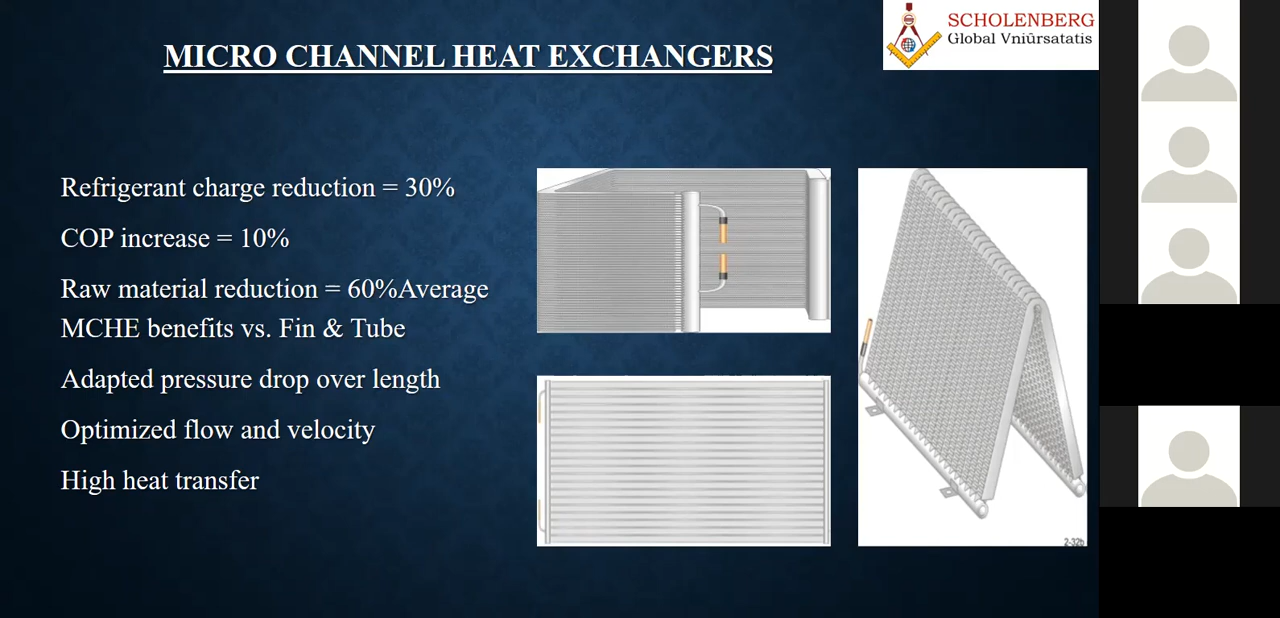 MICRO CHANNEL HEAT EXCHANGERS
SCHOLENBERG
Global Vniūrsatatis
Refrigerant charge reduction = 30%
COP increase = 10%
Raw material reduction = 60%Average
MCHE benefits vs. Fin & Tube
Adapted pressure drop over length
Optimized flow and velocity
High heat transfer
2-32b